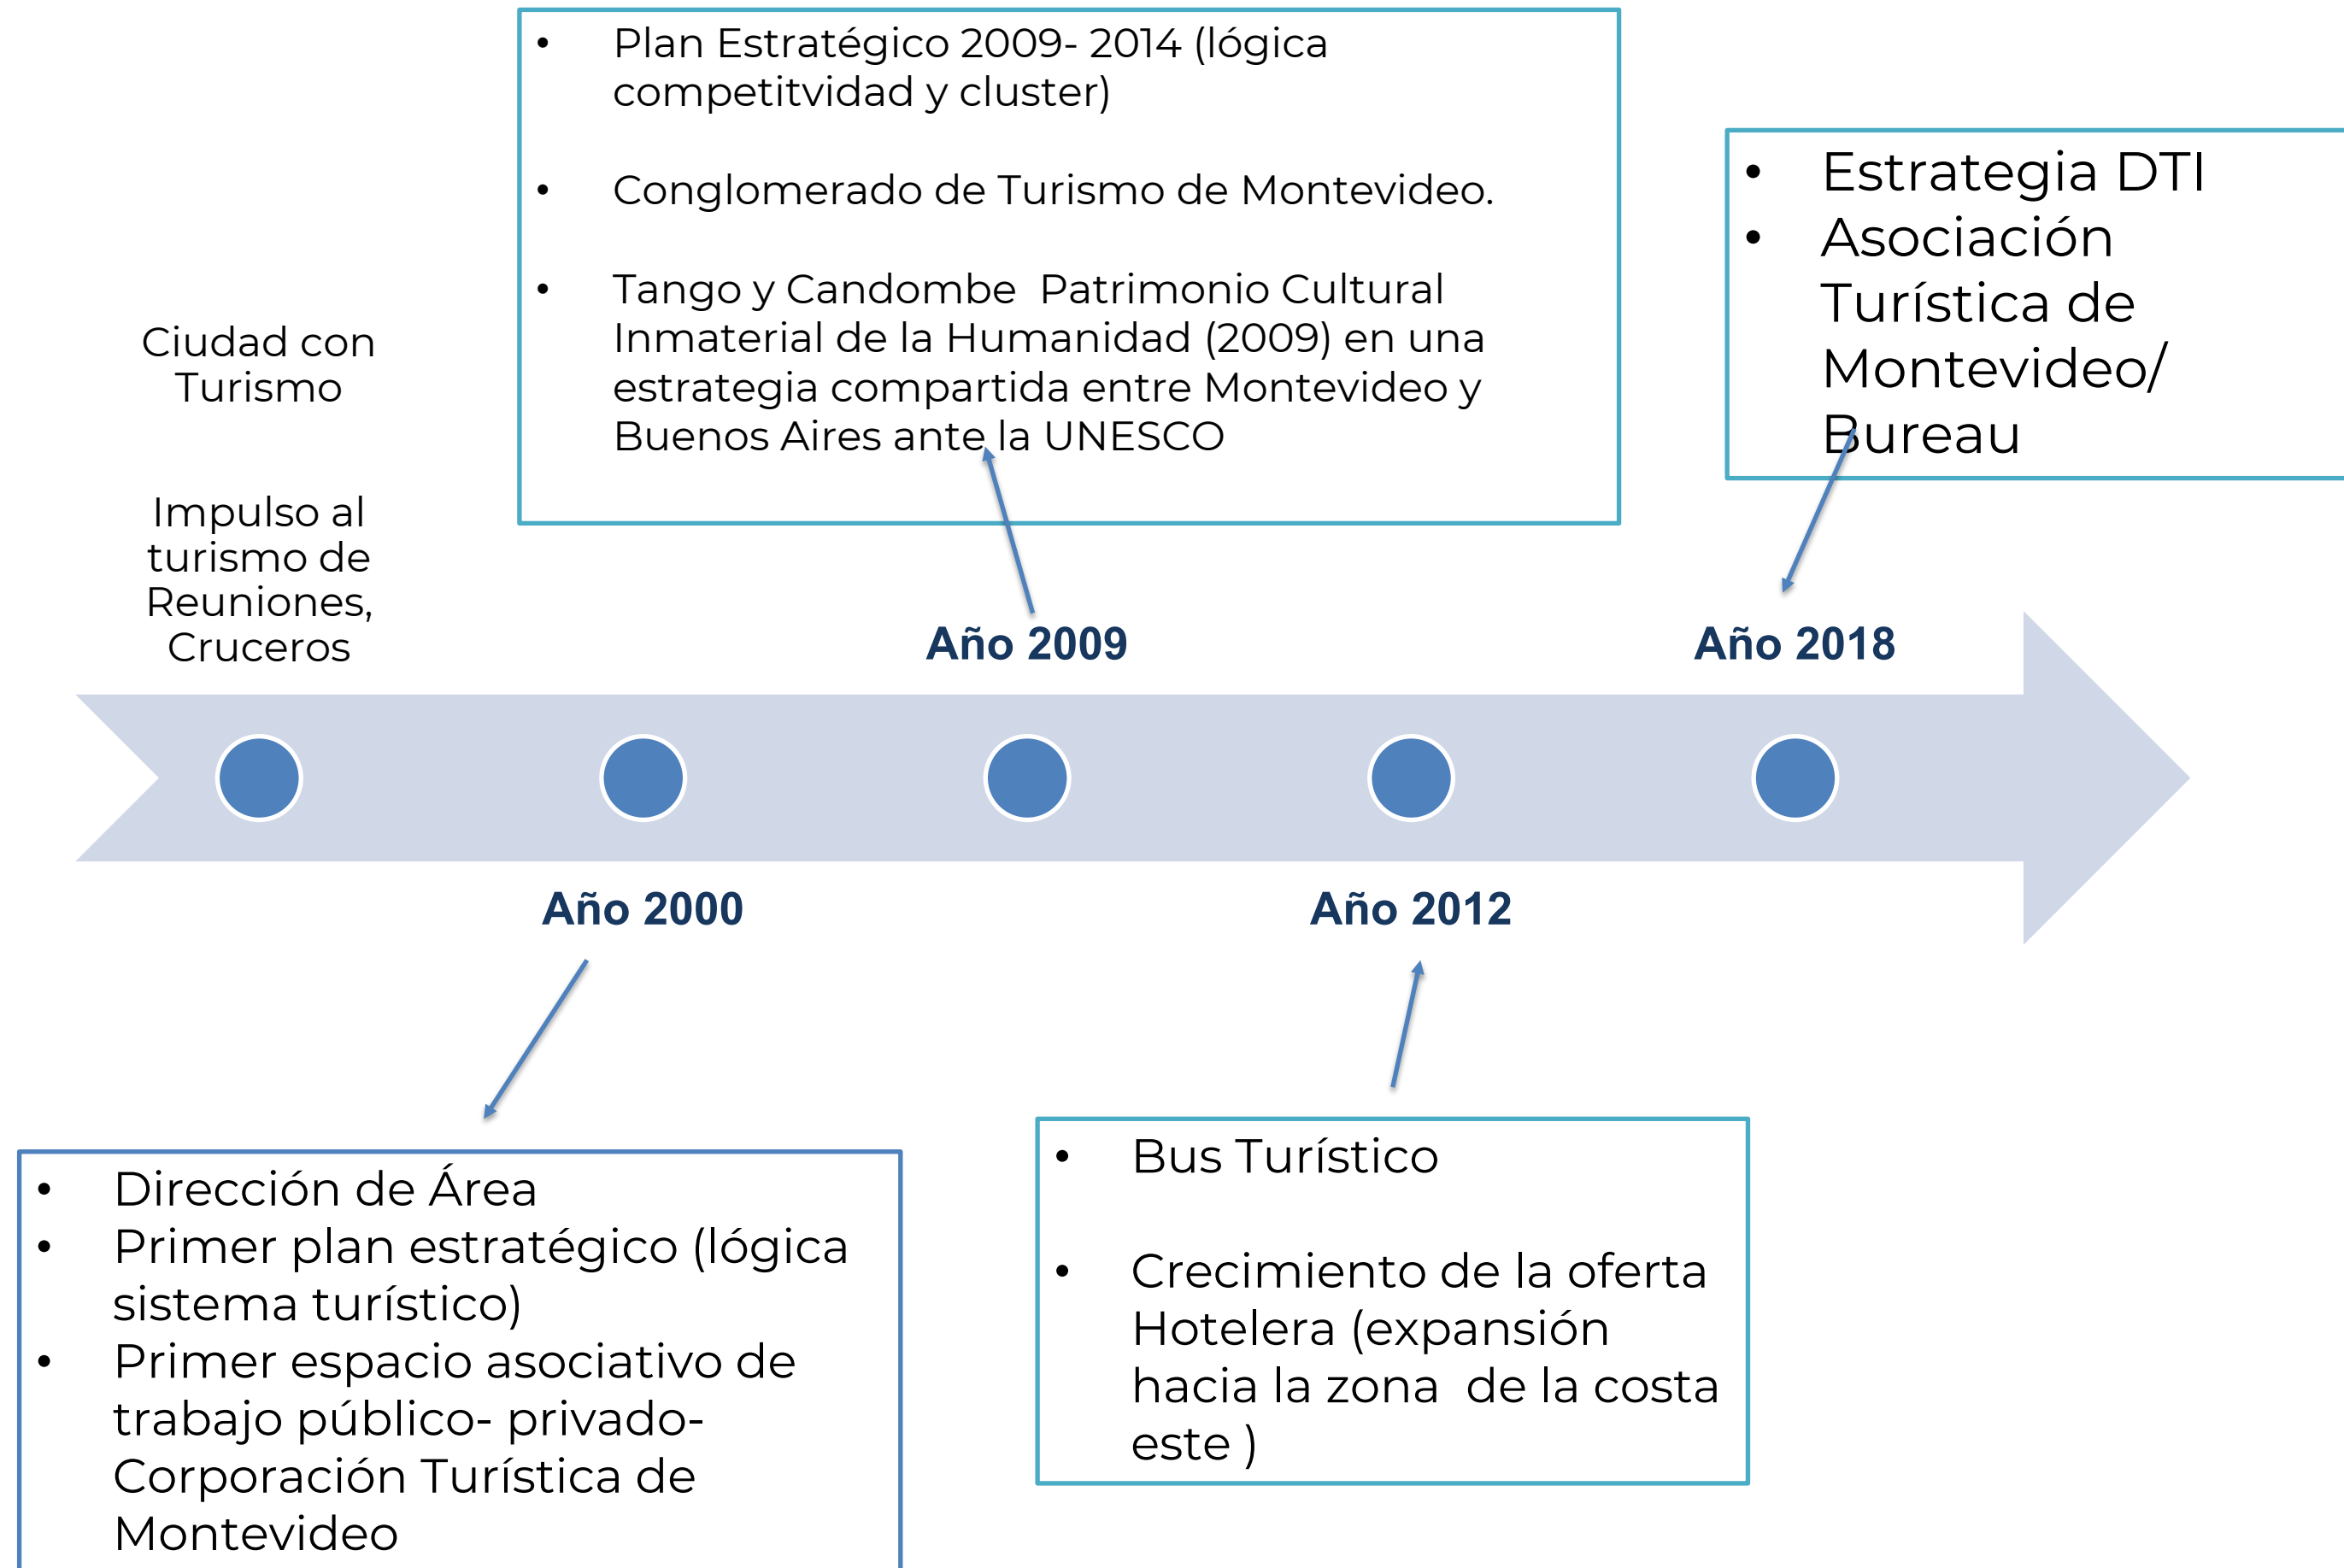 • Plan Estratégico 2009- 2014 (lógica
competitvidad y cluster)
• Conglomerado de Turismo de Montevideo.
• Tango y Candombe  Patrimonio Cultural
Inmaterial de la Humanidad (2009) en una
estrategia compartida entre Montevideo y
Buenos Aires ante la UNESCO
• Estrategia DTI
• Asociación
Turística de
Montevideo/
Bureau
Ciudad con
Turismo
Impulso al
turismo de
Reuniones,
Cruceros
Año 2009
Año 2018
Año 2000
Año 2012
• Dirección de Área
• Primer plan estratégico (lógica
sistema turístico)
• Primer espacio asociativo de
trabajo público- privado-
Corporación Turística de
Montevideo
• Bus Turístico
• Crecimiento de la oferta
Hotelera (expansión
hacia la zona  de la costa
este )